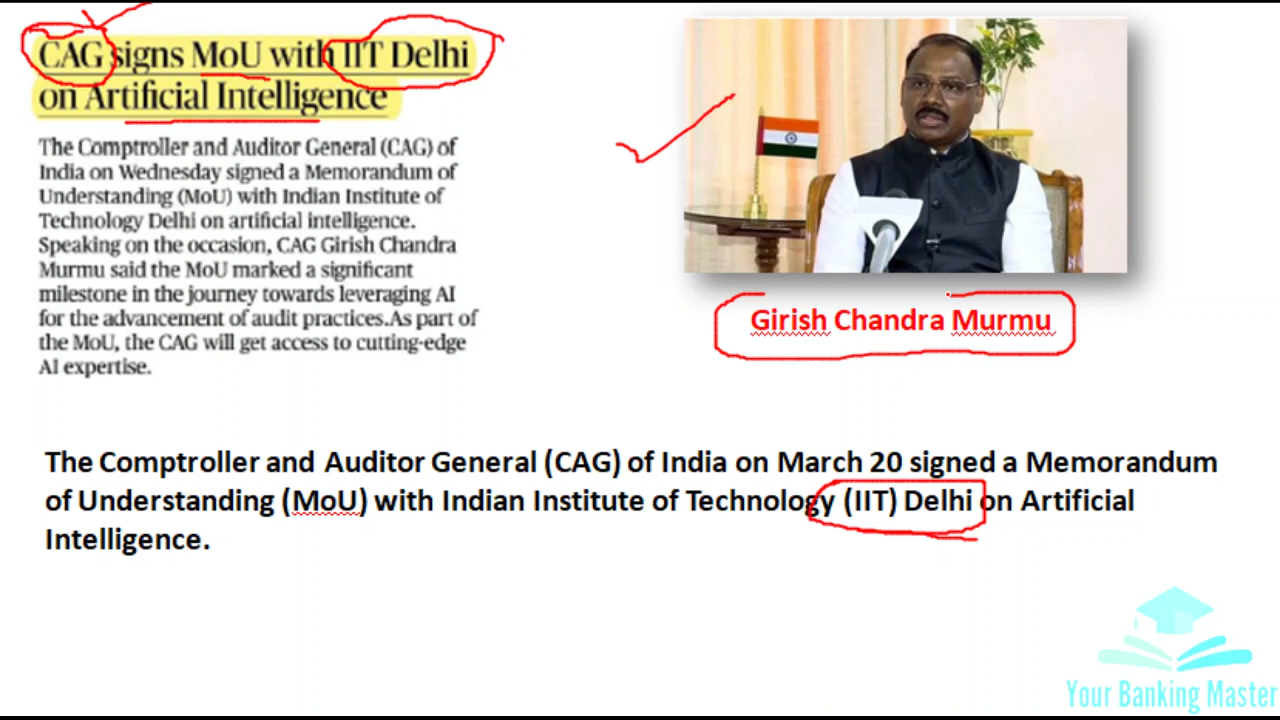 CAG signs MoU with IIT Delhi
on Artificial Intelligence
The Comptroller and Auditor General (CAG) of
India on Wednesday signed a Memorandum of
Understanding (MoU) with Indian Institute of
Technology Delhi on artificial intelligence.
Speaking on the occasion, CAG Girish Chandra
Murmu said the MoU marked a significant
milestone in the journey towards leveraging AI
for the advancement of audit practices.As part of
the MoU, the CAG will get access to cutting-edge
AI expertise.
Girish Chandra Murmu
The Comptroller and Auditor General (CAG) of India on March 20 signed a Memorandum
of Understanding (MoU) with Indian Institute of Technology (IIT) Delhi on Artificial
Intelligence.
Your Banking Master